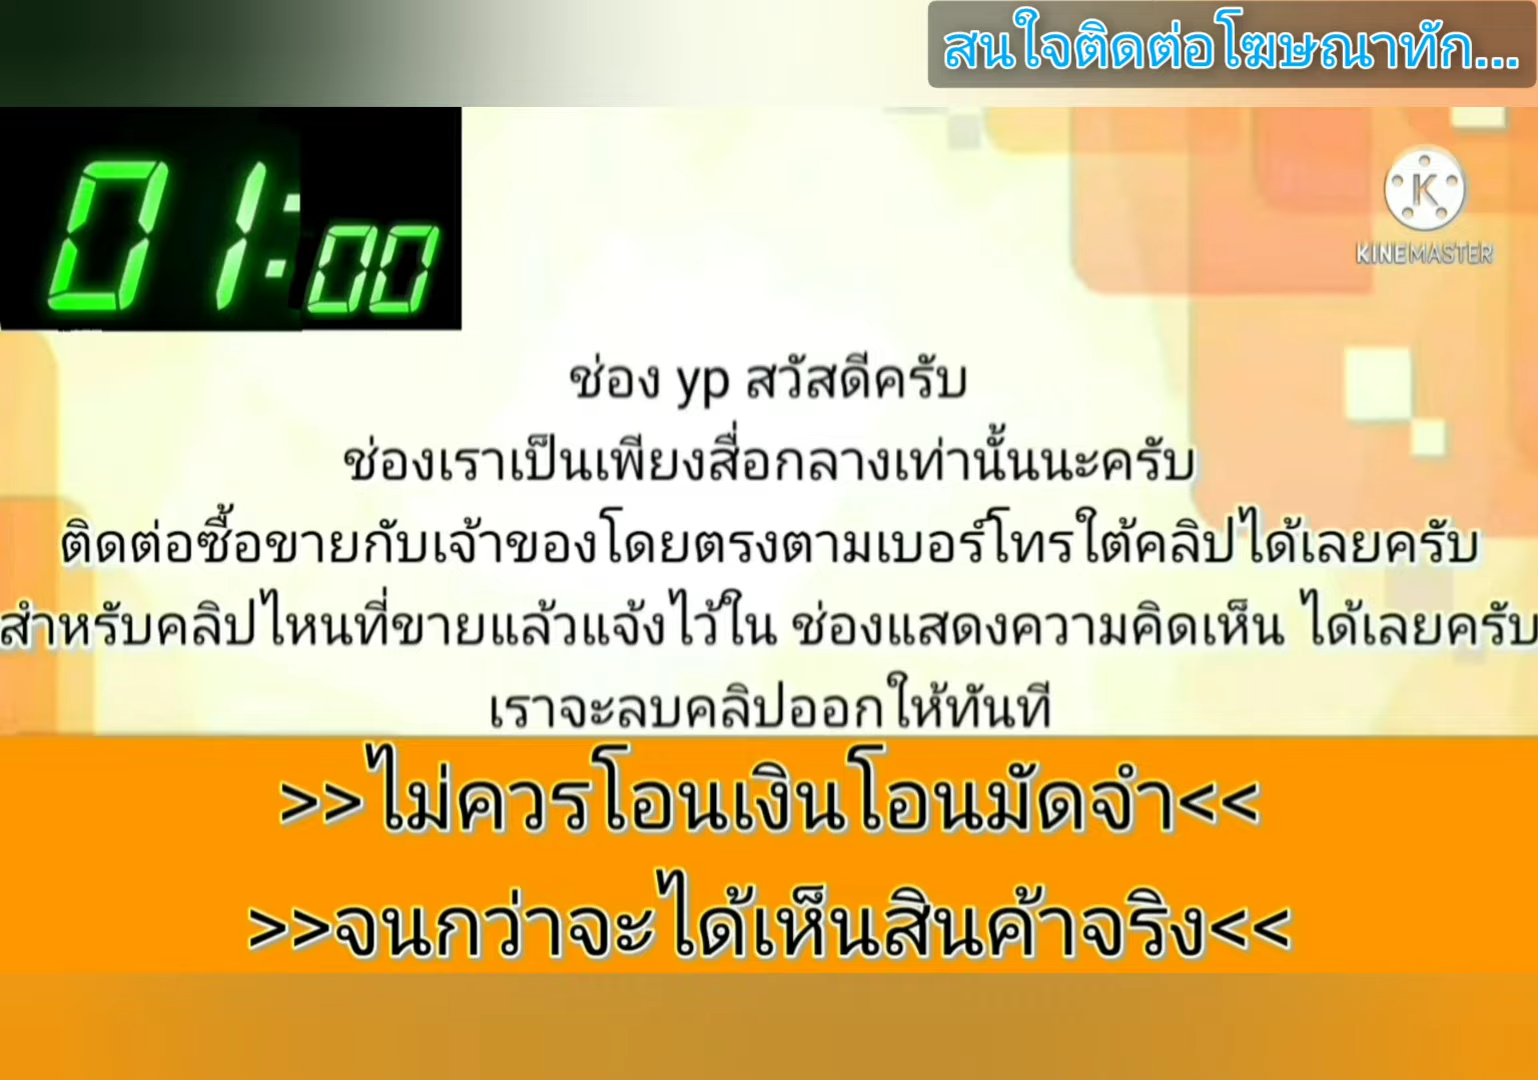 สนใจติดต่อโฆษณาทัก...
01:00
K
KINEMASTER
ช่อง yp สวัสดีครับ
ช่องเราเป็นเพียงสื่อกลางเท่านั้นนะครับ
ติดต่อซื้อขายกับเจ้าของโดยตรงตามเบอร์โทรใต้คลิปได้เลยครับ
สำหรับคลิปไหนที่ขายแล้วแจ้งไว้ใน ช่องแสดงความคิดเห็น ได้เลยครับ
เราจะลบคลิปออกให้ทันที
>>ไม่ควรโอนเงินโอนมัดจำ<<
>>จนกว่าจะได้เห็นสินค้าจริง<<